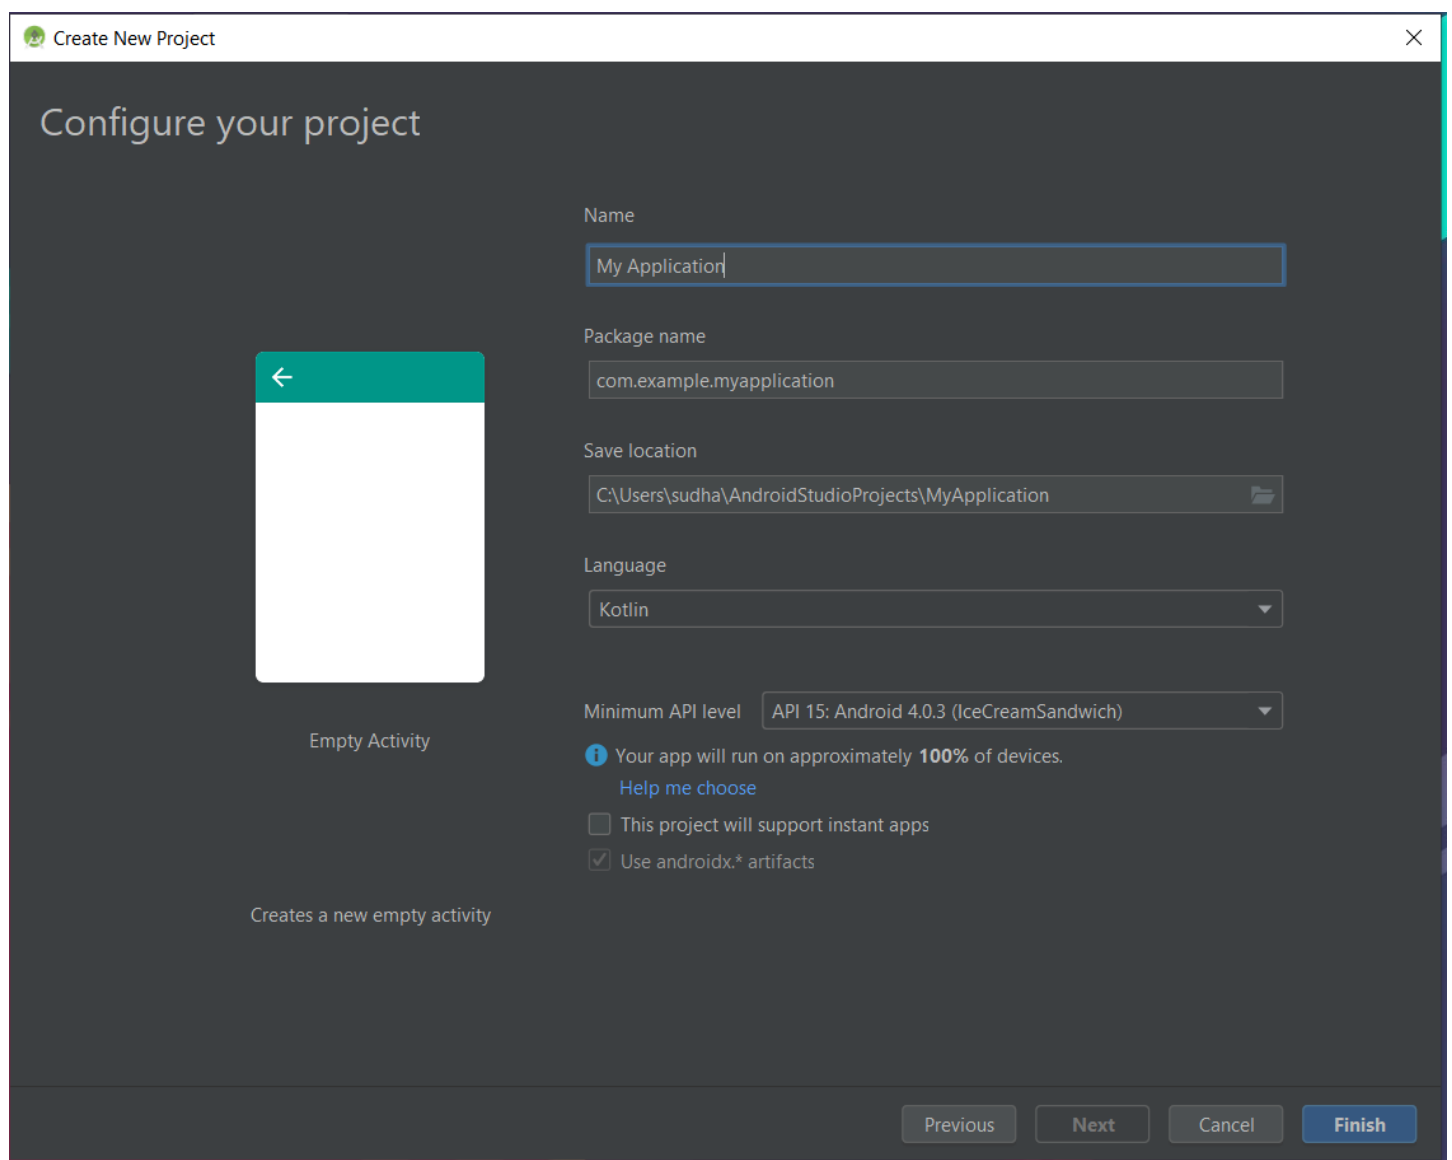 Create New Project
Configure your project
Name
My Application
Package name
com.example.myapplication
Save location
C:\Users\sudha\AndroidStudioProjects\MyApplication
Language
Kotlin
Minimum API level API 15: Android 4.0.3 (IceCreamSandwich)
Your app will run on approximately 100% of devices.
Help me choose
This project will support instant apps
Use androidx.* artifacts
Empty Activity
Creates a new empty activity
Previous Next Cancel Finish